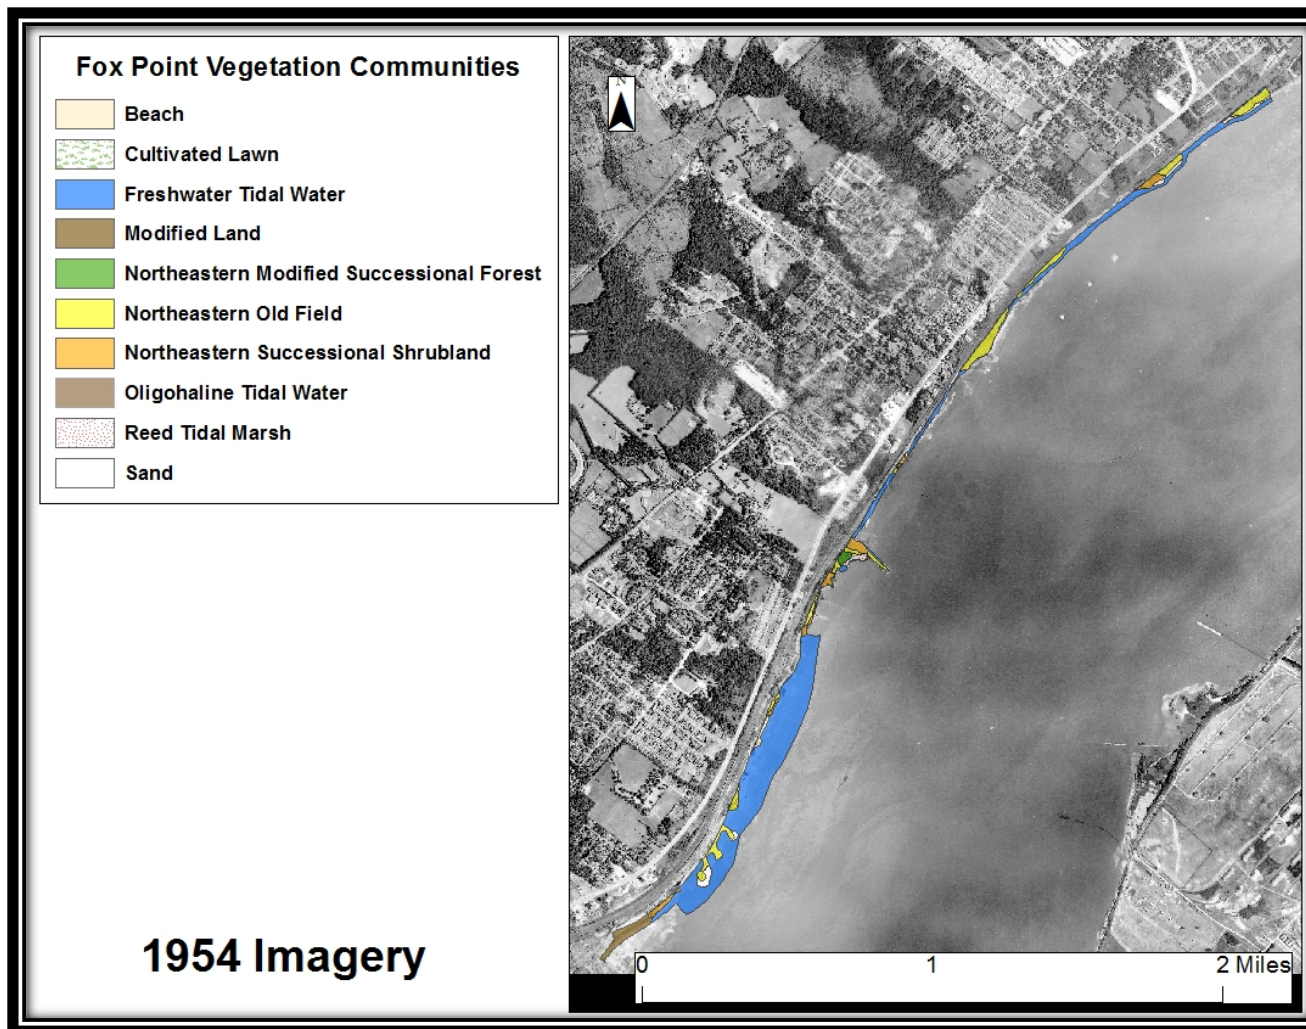 Fox Point Vegetation Communities
Beach
Cultivated Lawn
Freshwater Tidal Water
Modified Land
Northeastern Modified Successional Forest
Northeastern Old Field
Northeastern Successional Shrubland
Oligohaline Tidal Water
Reed Tidal Marsh
Sand
1954 Imagery
N
0 1 2 Miles